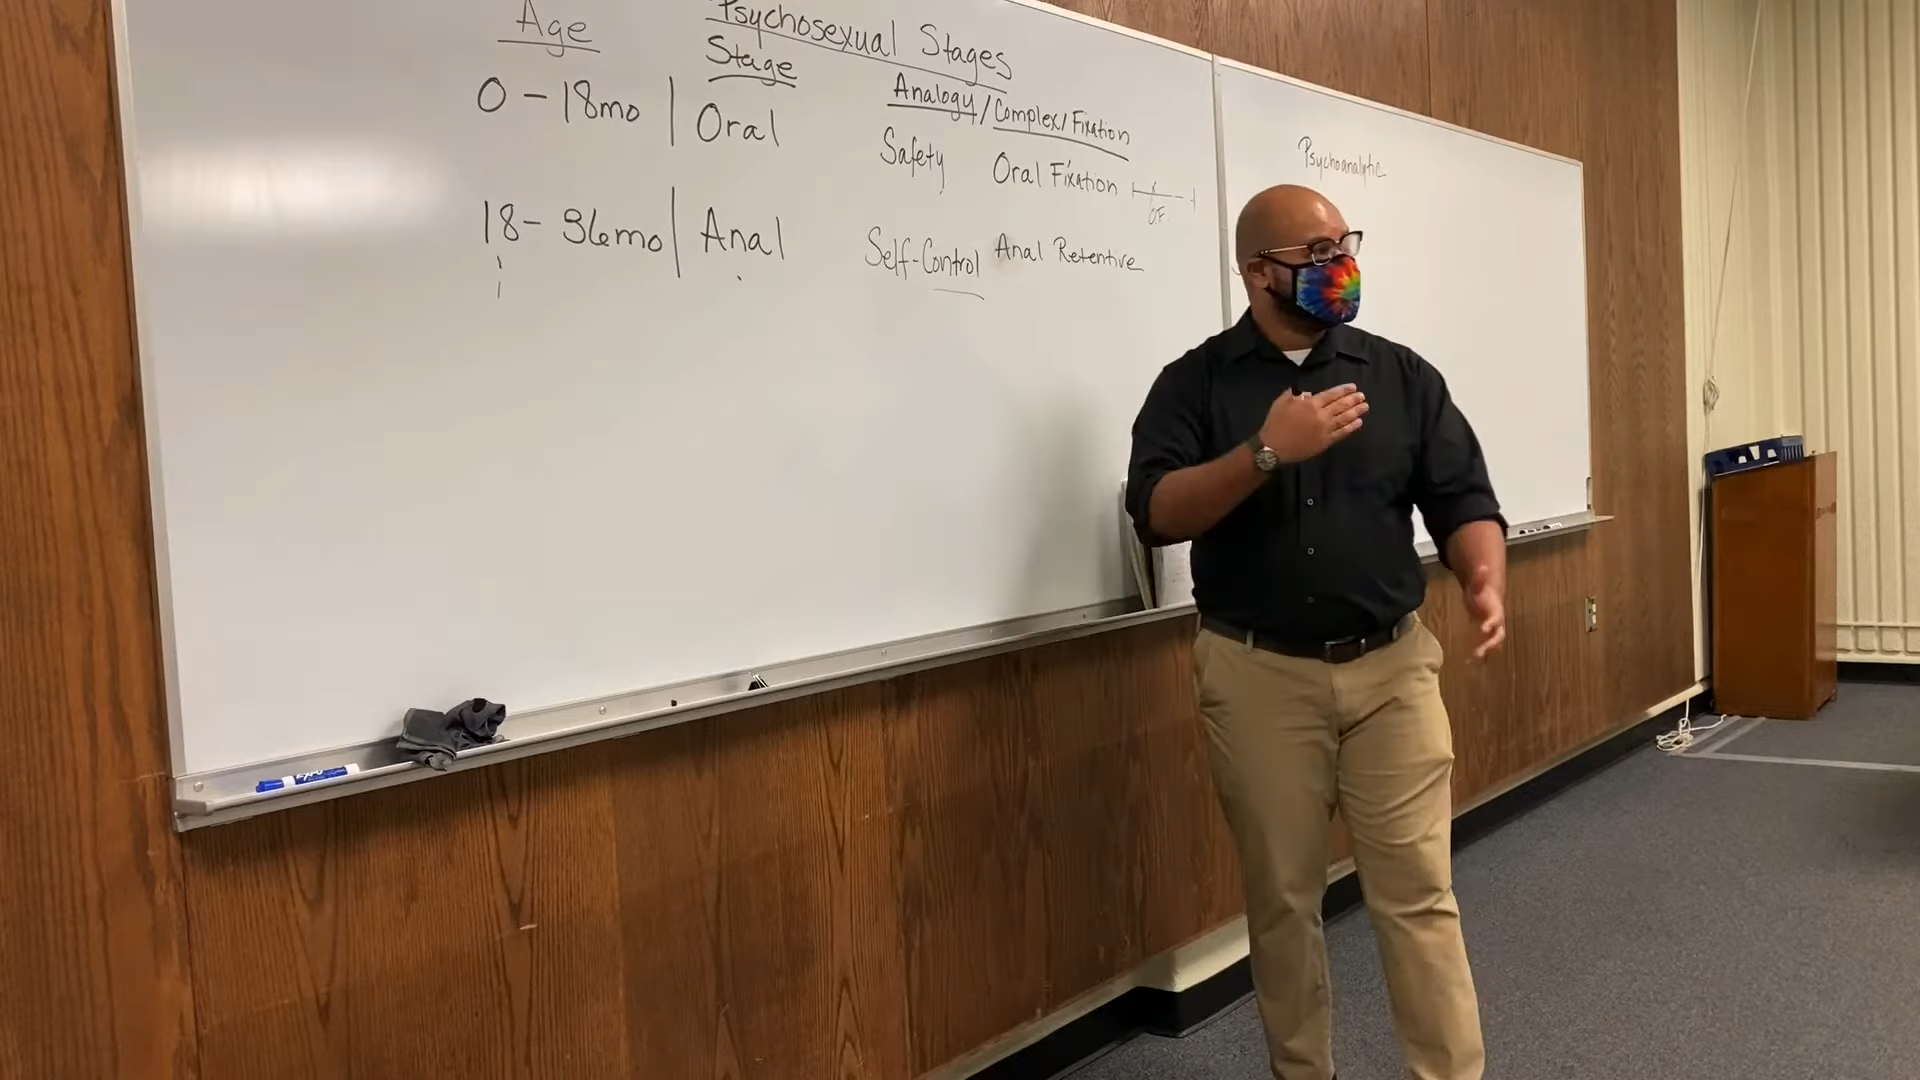 Age
Psychosexual Stages
Stage
Analogy/Complex/Fixation
0-18mo | Oral
Safety Oral Fixation
OF
18-36mo | Anal
Self-Control Anal Retentive
Psychoanalytic
EXPO